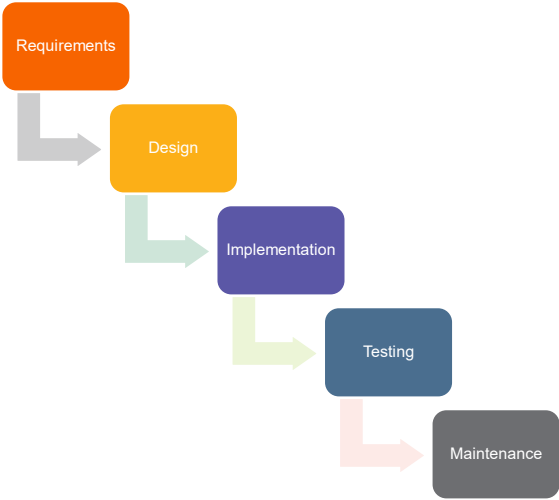 Requirements
Design
Implementation
Testing
Maintenance